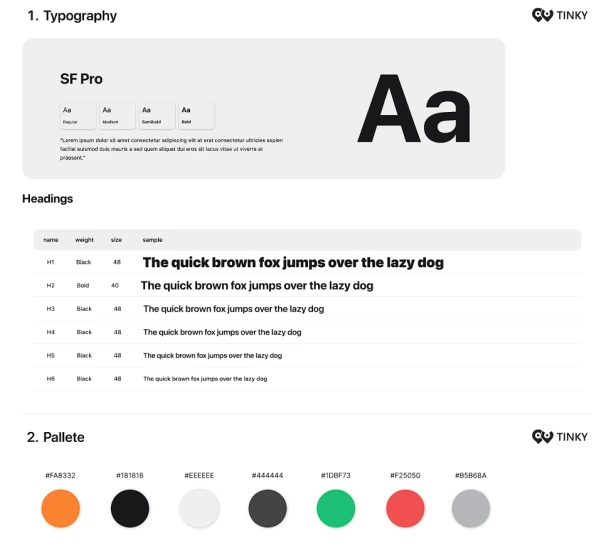 1. Typography
TINKY
SF Pro
Aa Aa Aa Aa
Regular Medium Semibold Bold
Aa
"Lorem ipsum dolor sit amet consectetur adipiscing elit at erat consectetur ultricies sapien
facilisi euismod duis mauris a sed quam aliquet dui eros sit lacus vitae ut viverra at
praesent."
Headings
name weight size sample
H1 Black 48 The quick brown fox jumps over the lazy dog
H2 Bold 40 The quick brown fox jumps over the lazy dog
H3 Black 48 The quick brown fox jumps over the lazy dog
H4 Black 48 The quick brown fox jumps over the lazy dog
H5 Black 48 The quick brown fox jumps over the lazy dog
H6 Black 48 The quick brown fox jumps over the lazy dog
2. Pallete
TINKY
#FA8332 #18181B #EEEEEE #444444 #1DBF73 #F25050 #B5B6BA